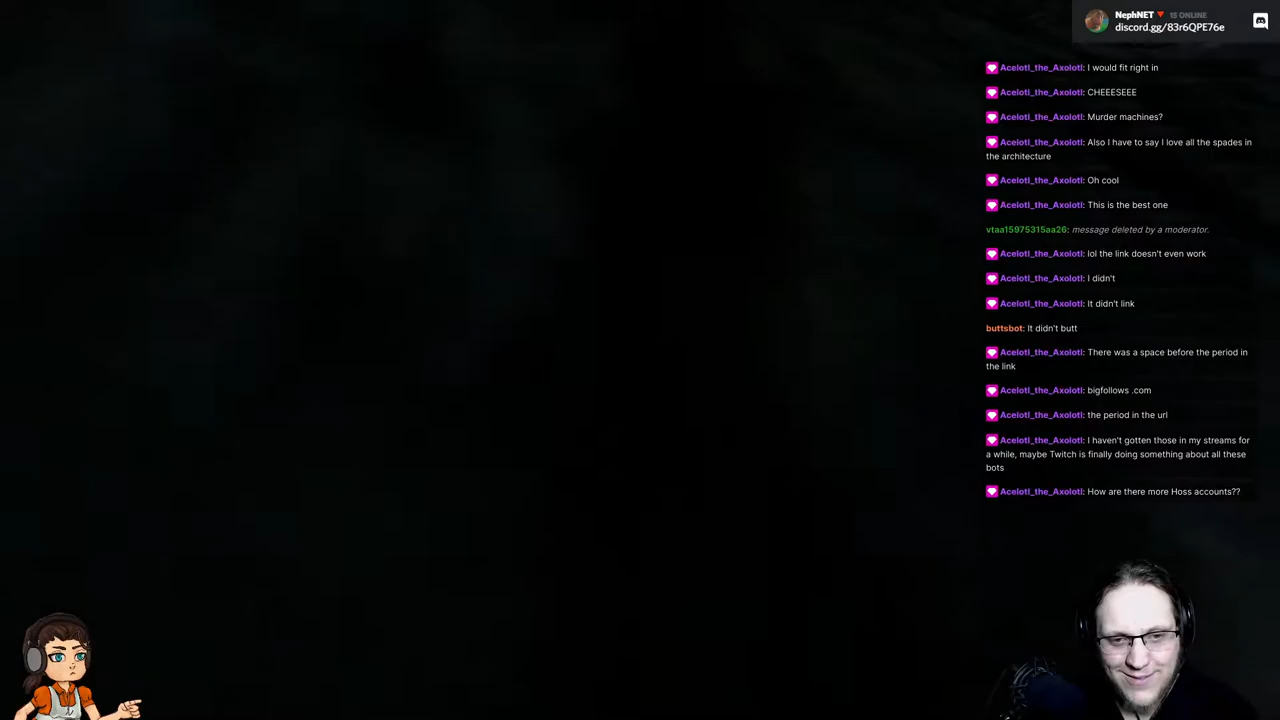 NephNET 15 ONLINE
discord.gg/83r6QPE76e
Acelotl_the_Axolotl: I would fit right in
Acelotl_the_Axolotl: CHEEESEEE
Acelotl_the_Axolotl: Murder machines?
Acelotl_the_Axolotl: Also I have to say I love all the spades in
the architecture
Acelotl_the_Axolotl: Oh cool
Acelotl_the_Axolotl: This is the best one
vtaa15975315aa26: message deleted by a moderator.
Acelotl_the_Axolotl: lol the link doesn't even work
Acelotl_the_Axolotl: I didn't
Acelotl_the_Axolotl: It didn't link
buttsbot: It didn't butt
Acelotl_the_Axolotl: There was a space before the period in
the link
Acelotl_the_Axolotl: bigfollows .com
Acelotl_the_Axolotl: the period in the url
Acelotl_the_Axolotl: I haven't gotten those in my streams for
a while, maybe Twitch is finally doing something about all these
bots
Acelotl_the_Axolotl: How are there more Hoss accounts??